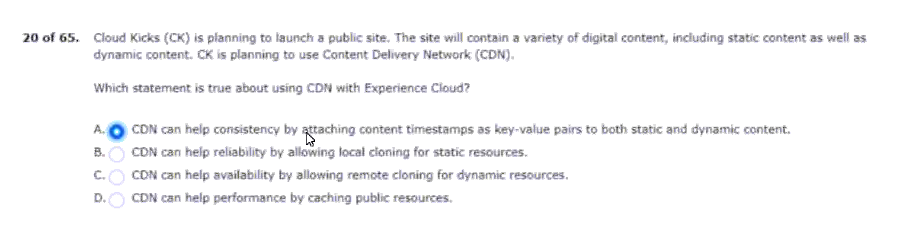 20 of 65. Cloud Kicks (CK) is planning to launch a public site. The site will contain a variety of digital content, including static content as well as
dynamic content. CK is planning to use Content Delivery Network (CDN).
Which statement is true about using CDN with Experience Cloud?
A. CDN can help consistency by attaching content timestamps as key-value pairs to both static and dynamic content.
B. CDN can help reliability by allowing local cloning for static resources.
C. CDN can help availability by allowing remote cloning for dynamic resources.
D. CDN can help performance by caching public resources.